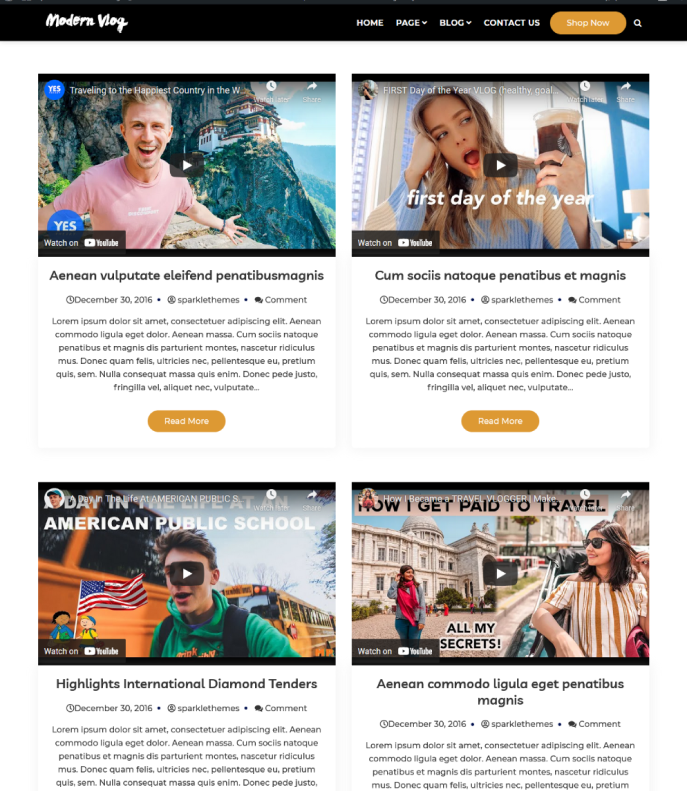 Modern Vlog
HOME PAGE BLOG CONTACT US Shop Now
YES Traveling to the Happiest Country in the W... Watch later Share
YES
Watch on YouTube
FIRST Day of the Year VLOG (healthy, goal... Watch later Share
first day of the year
Watch on YouTube
Aenean vulputate eleifend penatibusmagnis
December 30, 2016 • sparklethemes • Comment
Lorem ipsum dolor sit amet, consectetuer adipiscing elit. Aenean
commodo ligula eget dolor. Aenean massa. Cum sociis natoque
penatibus et magnis dis parturient montes, nascetur ridiculus
mus. Donec quam felis, ultricies nec, pellentesque eu, pretium
quis, sem. Nulla consequat massa quis enim. Donec pede justo,
fringilla vel, aliquet nec, vulputate...
Read More
Cum sociis natoque penatibus et magnis
December 30, 2016 • sparklethemes • Comment
Lorem ipsum dolor sit amet, consectetuer adipiscing elit. Aenean
commodo ligula eget dolor. Aenean massa. Cum sociis natoque
penatibus et magnis dis parturient montes, nascetur ridiculus
mus. Donec quam felis, ultricies nec, pellentesque eu, pretium
quis, sem. Nulla consequat massa quis enim. Donec pede justo,
fringilla vel, aliquet nec, vulputate...
Read More
A Day In The Life At AMERICAN PUBLIC S... Watch later Share
A DAY IN THE LIFE AT AN
AMERICAN PUBLIC SCHOOL
Watch on YouTube
How I Became a TRAVEL VLOGGER | Make... Watch later Share
HOW I GET PAID TO TRAVEL
ALL MY
SECRETS!
Watch on YouTube
Highlights International Diamond Tenders
December 30, 2016 • sparklethemes • Comment
Lorem ipsum dolor sit amet, consectetuer adipiscing elit. Aenean
commodo ligula eget dolor. Aenean massa. Cum sociis natoque
penatibus et magnis dis parturient montes, nascetur ridiculus
mus. Donec quam felis, ultricies nec, pellentesque eu, pretium
quis, sem. Nulla consequat massa quis enim. Donec pede justo,
Aenean commodo ligula eget penatibus
magnis
December 30, 2016 • sparklethemes • Comment
Lorem ipsum dolor sit amet, consectetuer adipiscing elit. Aenean
commodo ligula eget dolor. Aenean massa. Cum sociis natoque
penatibus et magnis dis parturient montes, nascetur ridiculus
mus. Donec quam felis, ultricies nec, pellentesque eu, pretium